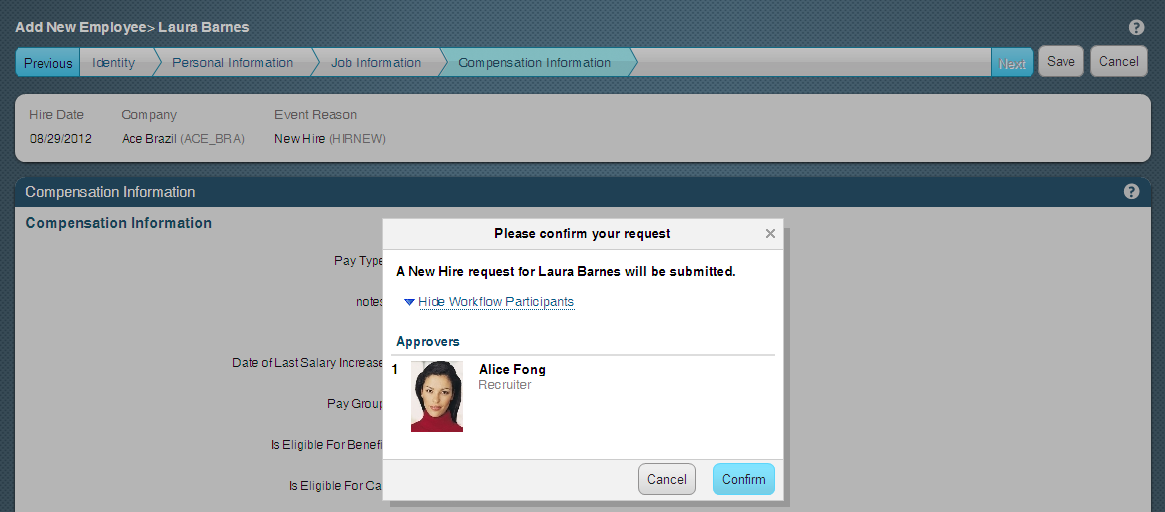 Add New Employee> Laura Barnes
?
Previous Identity Personal Information Job Information Compensation Information Next Save Cancel
Hire Date Company Event Reason
08/29/2012 Ace Brazil (ACE_BRA) New Hire (HIRNEW)
Compensation Information ?
Compensation Information
Please confirm your request ×
A New Hire request for Laura Barnes will be submitted.
Hide Workflow Participants
Approvers
1 Alice Fong
Recruiter
Cancel Confirm
Pay Type
notes
Date of Last Salary Increase
Pay Group
Is Eligible For Benefi
Is Eligible For Ca